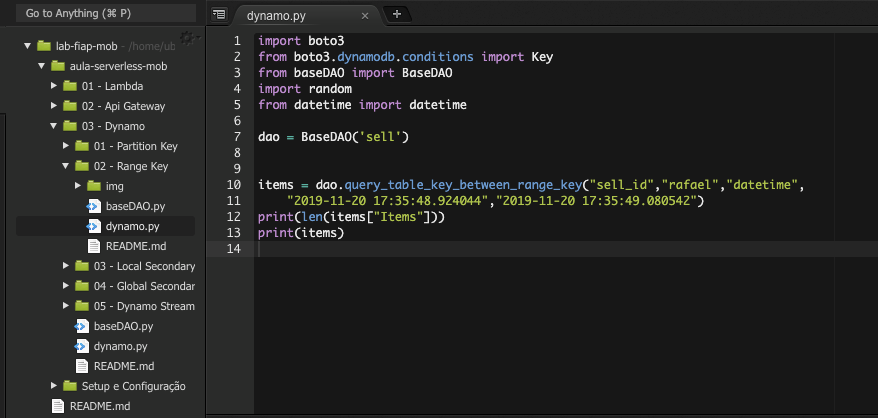 Go to Anything (⌘ P)
lab-fiap-mob - /home/ub
aula-serverless-mob
01 - Lambda
02 - Api Gateway
03 - Dynamo
01 - Partition Key
02 - Range Key
img
baseDAO.py
dynamo.py
README.md
03 - Local Secondary
04 - Global Secondar
05 - Dynamo Stream
baseDAO.py
dynamo.py
README.md
Setup e Configuração
README.md
dynamo.py
1 import boto3
2 from boto3.dynamodb.conditions import Key
3 from baseDAO import BaseDAO
4 import random
5 from datetime import datetime
6
7 dao = BaseDAO('sell')
8
9
10 items = dao.query_table_key_between_range_key("sell_id","rafael","datetime",
11 "2019-11-20 17:35:48.924044","2019-11-20 17:35:49.080542")
12 print(len(items["Items"]))
13 print(items)
14